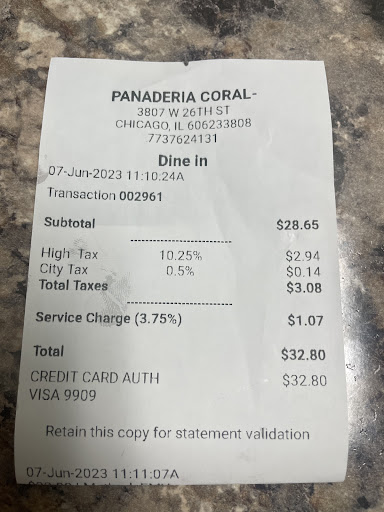 PANADERIA CORAL-
3807 W 26TH ST
CHICAGO, IL 606233808
7737624131
Dine in
07-Jun-2023 11:10:24A
Transaction 002961
Subtotal $28.65
High Tax 10.25% $2.94
City Tax 0.5% $0.14
Total Taxes $3.08
Service Charge (3.75%) $1.07
Total $32.80
CREDIT CARD AUTH $32.80
VISA 9909
Retain this copy for statement validation
07-Jun-2023 11:11:07A